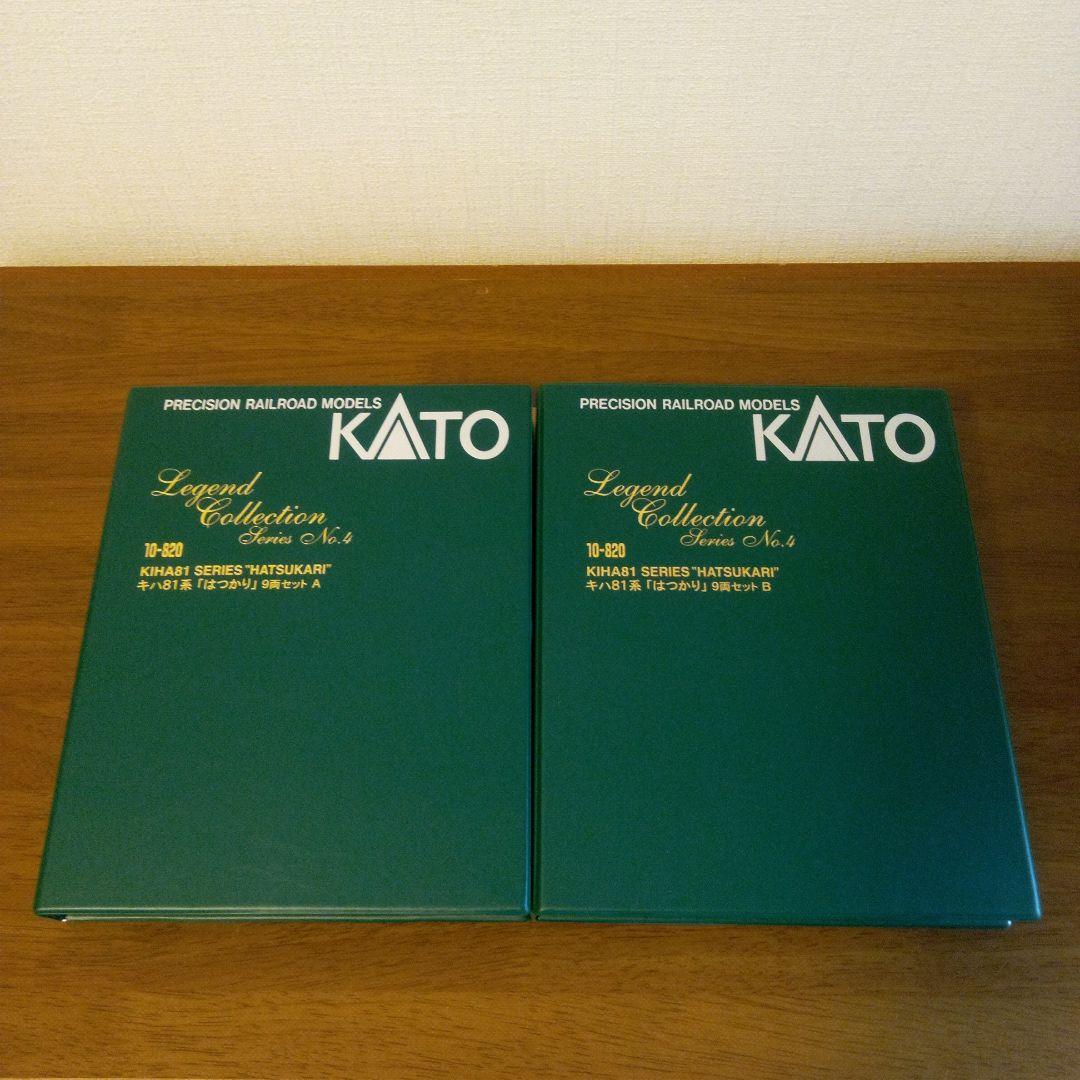 PRECISION RAILROAD MODELS
KATO
Legend
Collection
Series No.4
10-820
KIHA81 SERIES "HATSUKARI"
キハ81系「はつかり」9両セット A
PRECISION RAILROAD MODELS
KATO
Legend
Collection
Series No.4
10-820
KIHA81 SERIES "HATSUKARI"
キハ81系「はつかり」9両セット B